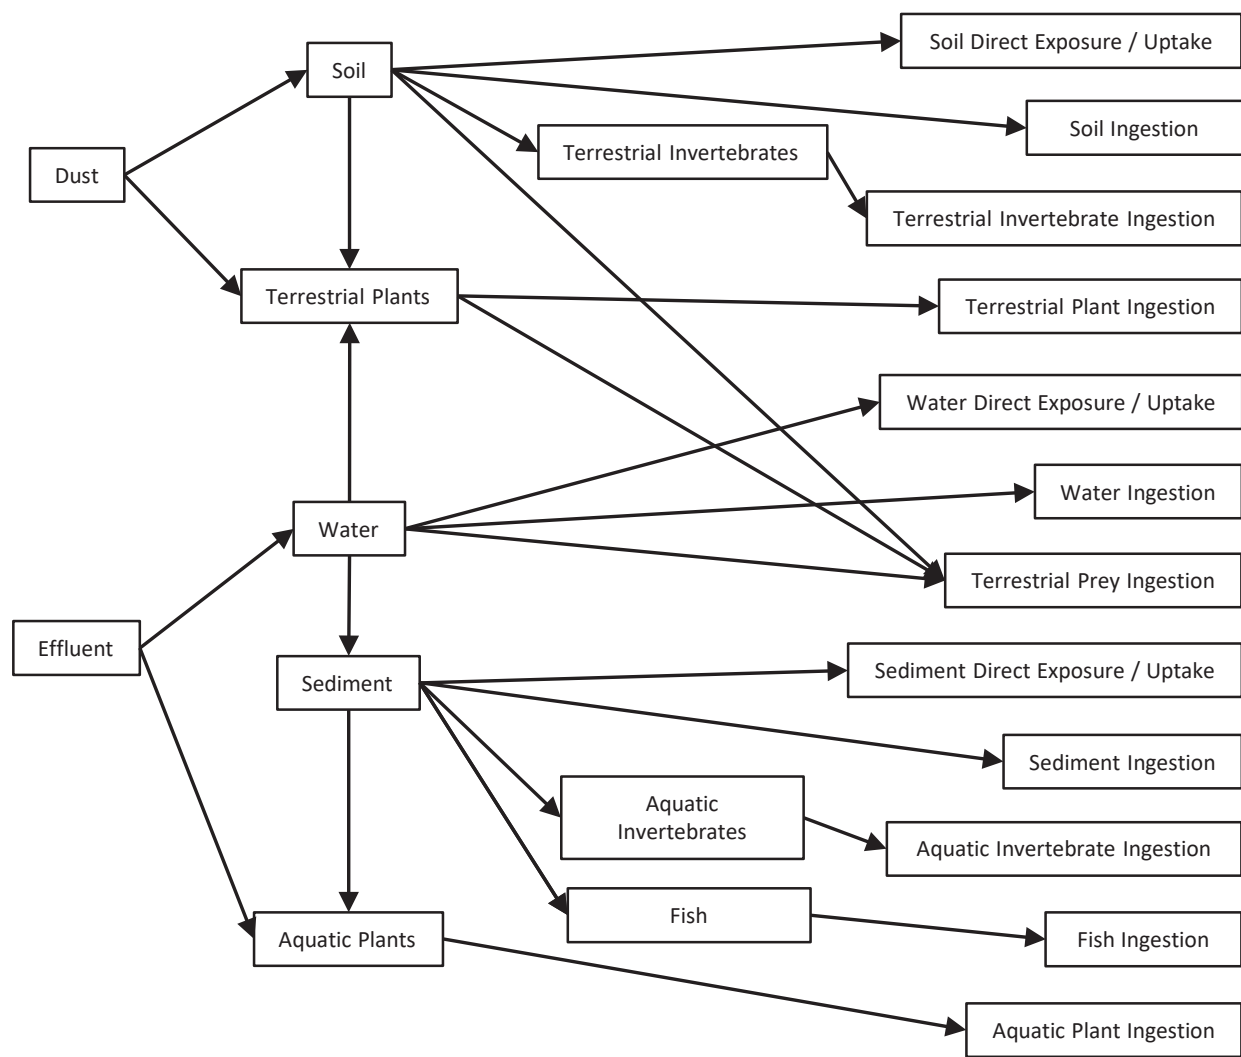 Soil Direct Exposure / Uptake
Soil
Soil Ingestion
Terrestrial Invertebrates
Dust
Terrestrial Invertebrate Ingestion
Terrestrial Plants
Terrestrial Plant Ingestion
Water Direct Exposure / Uptake
Water Ingestion
Water
Terrestrial Prey Ingestion
Effluent
Sediment Direct Exposure / Uptake
Sediment
Sediment Ingestion
Aquatic
Invertebrates
Aquatic Invertebrate Ingestion
Fish
Aquatic Plants
Fish Ingestion
Aquatic Plant Ingestion